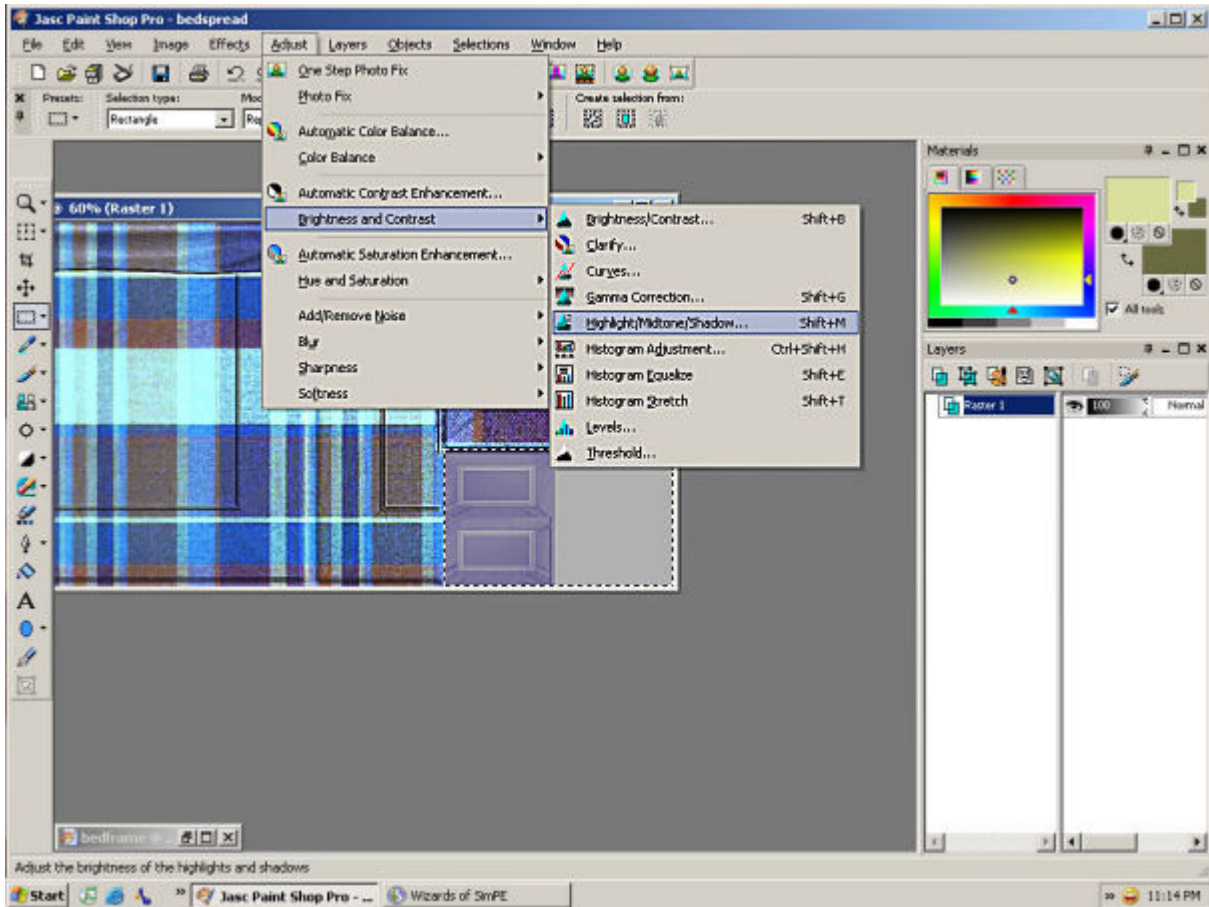 Jasc Paint Shop Pro - bedspread
File Edit View Image Effects Adjust Layers Objects Selections Window Help
Presets: Selection type: Create selection from:
Rectangle
One Step Photo Fix
Photo Fix
Automatic Color Balance...
Color Balance
Automatic Contrast Enhancement...
Brightness and Contrast
Automatic Saturation Enhancement...
Hue and Saturation
Add/Remove Noise
Blur
Sharpness
Softness
Brightness/Contrast... Shift+B
Clarify...
Curves...
Gamma Correction... Shift+G
Highlight/Midtone/Shadow... Shift+M
Histogram Adjustment... Ctrl+Shift+H
Histogram Equalize Shift+E
Histogram Stretch Shift+T
Levels...
Threshold...
60% (Raster 1)
Materials
All tools
Layers
Raster 1 100 Normal
bedframe
Adjust the brightness of the highlights and shadows
Start Jasc Paint Shop Pro - ... Wizards of SimPE 11:14 PM